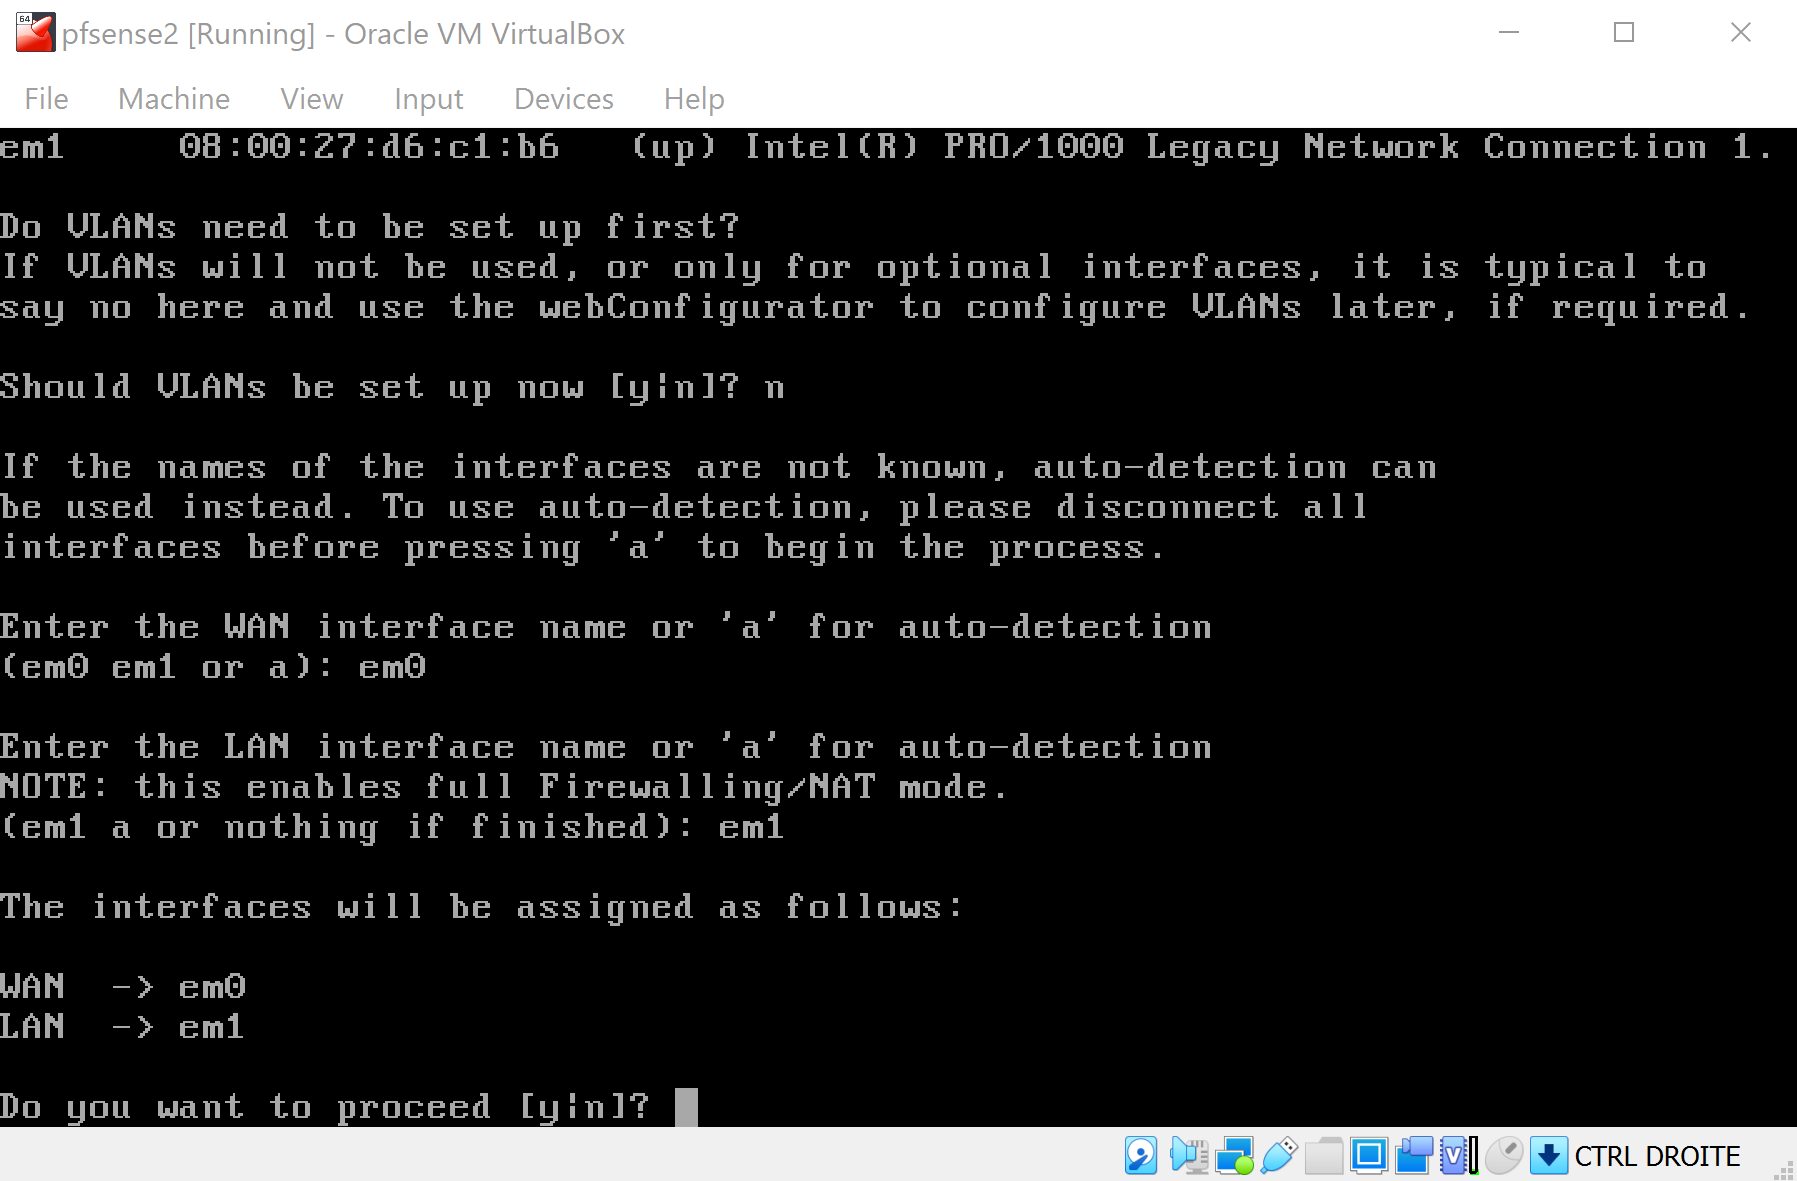 64
pfsense2 [Running] - Oracle VM VirtualBox
File Machine View Input Devices Help
em1 08:00:27:d6:c1:b6 (up) Intel(R) PRO/1000 Legacy Network Connection 1.
Do VLANs need to be set up first?
If VLANs will not be used, or only for optional interfaces, it is typical to
say no here and use the webConfigurator to configure VLANs later, if required.
Should VLANs be set up now [y|n]? n
If the names of the interfaces are not known, auto-detection can
be used instead. To use auto-detection, please disconnect all
interfaces before pressing 'a' to begin the process.
Enter the WAN interface name or 'a' for auto-detection
(em0 em1 or a): em0
Enter the LAN interface name or 'a' for auto-detection
NOTE: this enables full Firewalling/NAT mode.
(em1 a or nothing if finished): em1
The interfaces will be assigned as follows:
WAN -> em0
LAN -> em1
Do you want to proceed [y|n]?
V
CTRL DROITE